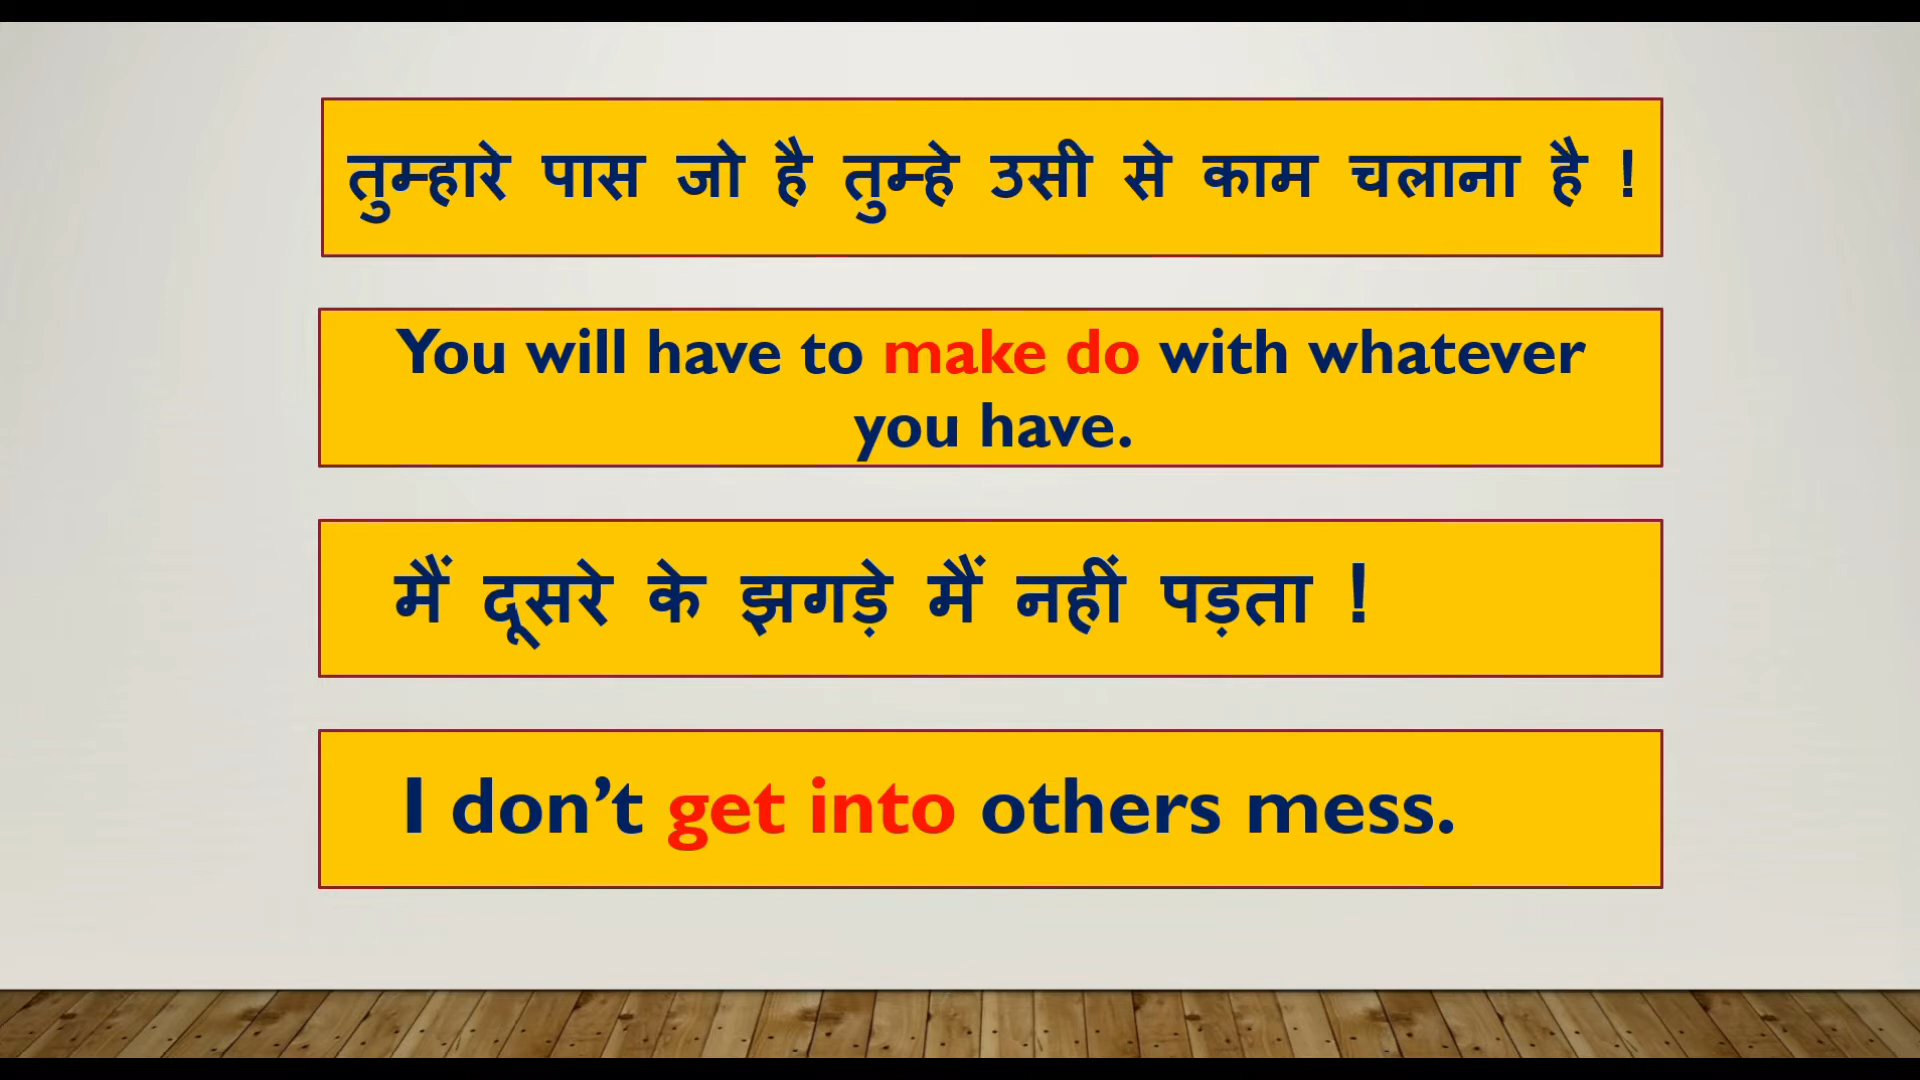 तुम्हारे पास जो है तुम्हे उसी से काम चलाना है !
You will have to make do with whatever
you have.
मैं दूसरे के झगड़े मैं नहीं पड़ता !
I don’t get into others mess.